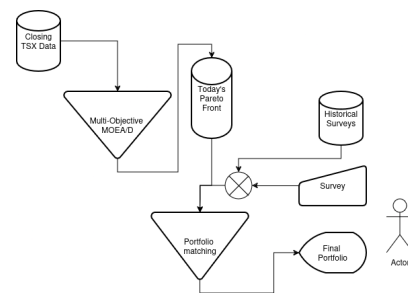 Closing
TSX Data
Multi-Objective
MOEA/D
Today's
Pareto
Front
Historical
Surveys
Survey
Portfolio
matching
Final
Portfolio
Actor